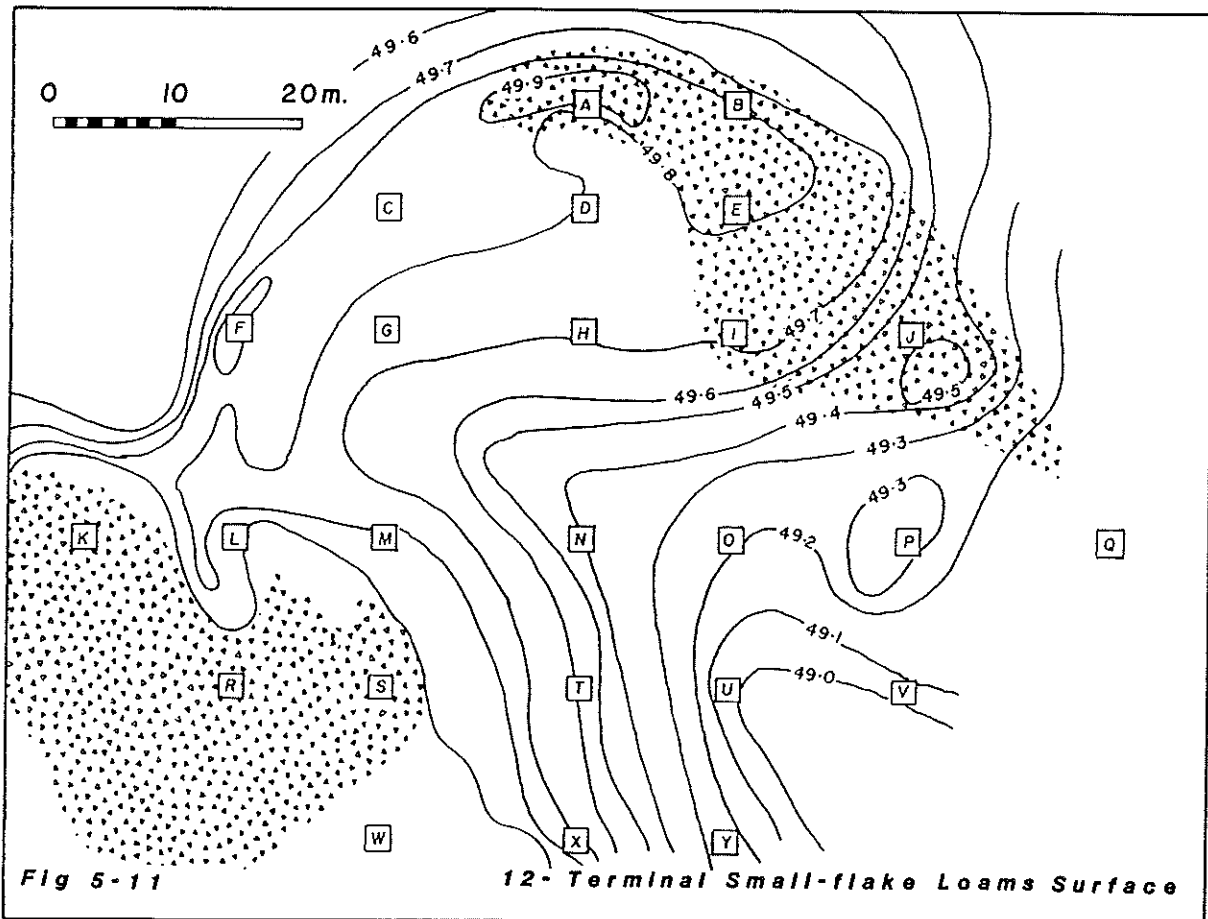 49·6
49·7
0 10 20m.
49·9
A
B
49·8
C
D
E
F
G
H
I
49·7
J
49·6
49·5
49·5
49·4
49·3
49·3
K
L
M
N
O
49·2
P
Q
49·1
R
S
T
U
49·0
V
W
X
Y
Fig 5-11
12- Terminal Small-flake Loams Surface